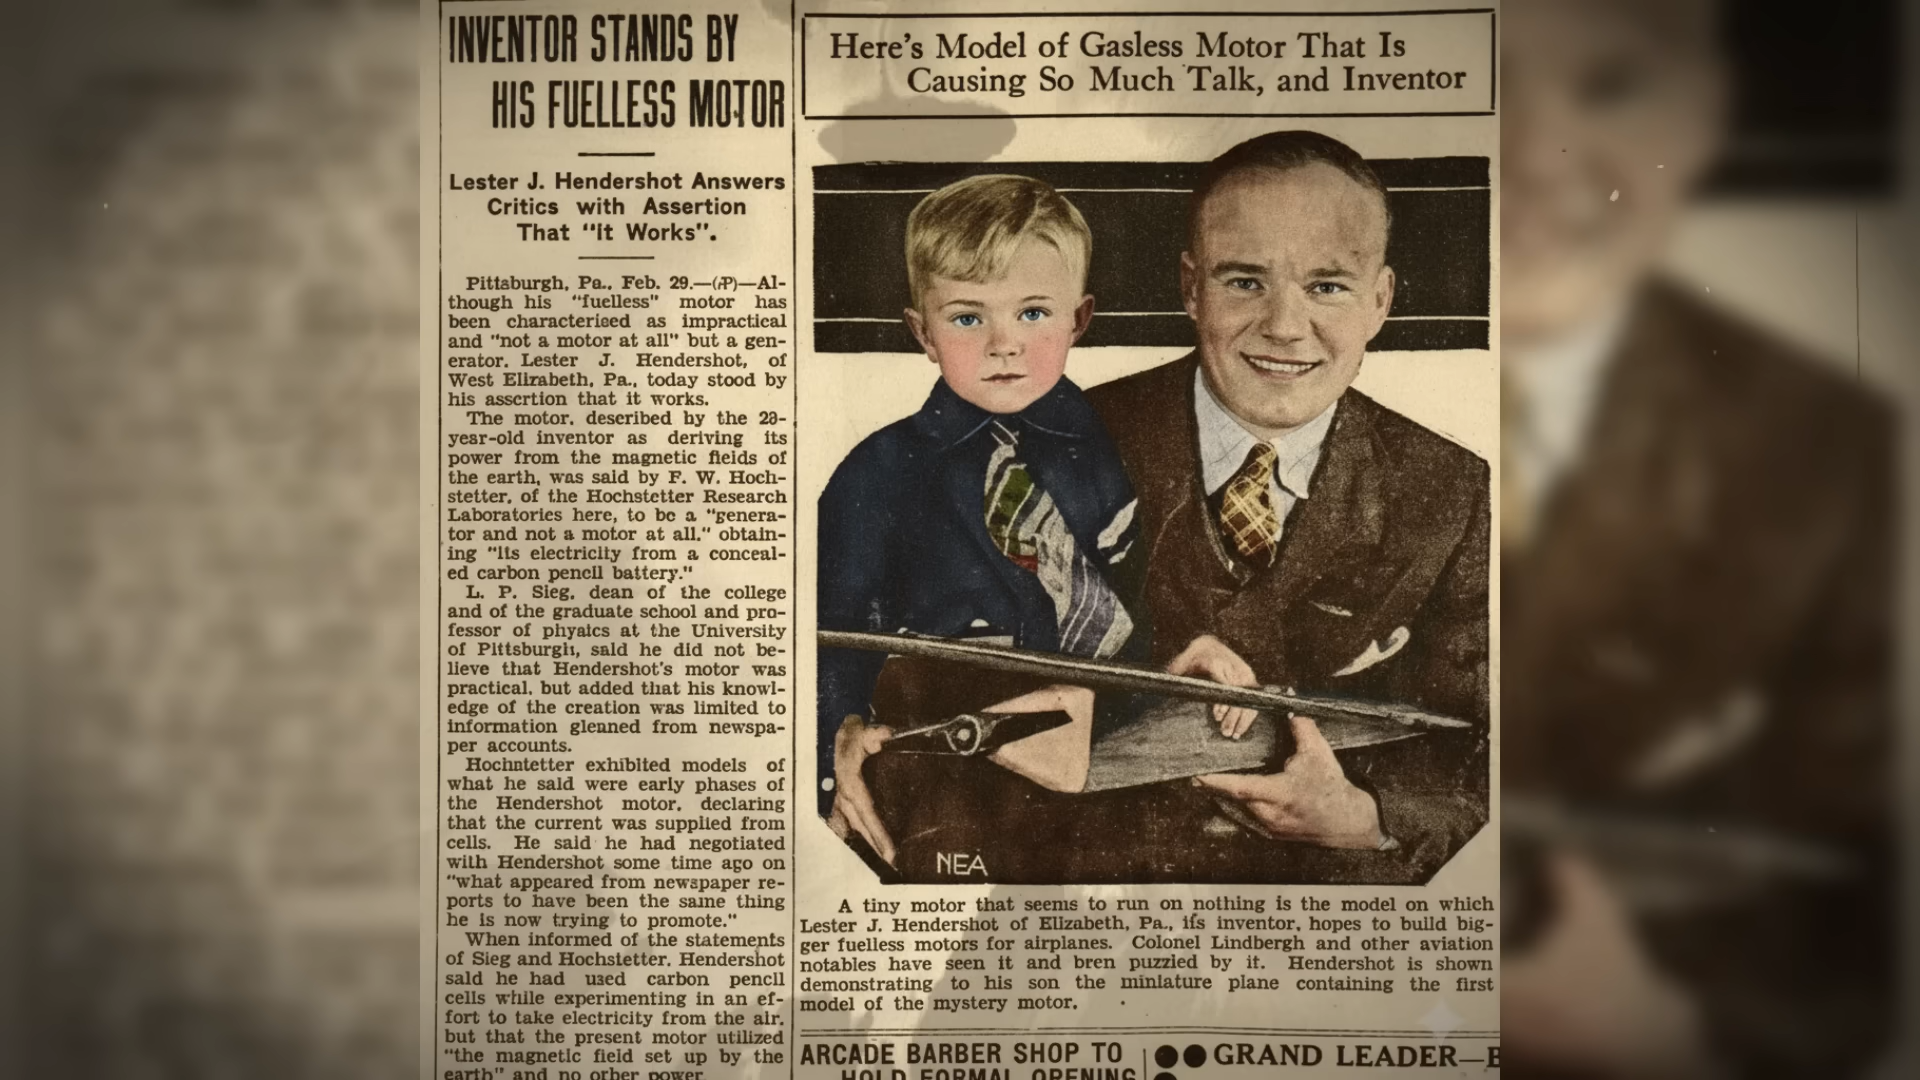 INVENTOR STANDS BY
HIS FUELLESS MOTOR
Lester J. Hendershot Answers
Critics with Assertion
That "it Works".
Pittsburgh, Pa., Feb. 29.—(AP)—Al-
though his "fuelless" motor has
been characterised as impractical
and "not a motor at all" but a gen-
erator, Lester J. Hendershot, of
West Elizabeth, Pa., today stood by
his assertion that it works.
The motor, described by the 28-
year-old inventor as deriving its
power from the magnetic fields of
the earth, was said by F. W. Hoch-
stetter, of the Hochstetter Research
Laboratories here, to be a "genera-
tor and not a motor at all." obtain-
ing "its electricity from a conceal-
ed carbon pencil battery."
L. P. Sieg, dean of the college
and of the graduate school and pro-
fessor of physics at the University
of Pittsburgh, said he did not be-
lieve that Hendershot's motor was
practical, but added that his knowl-
edge of the creation was limited to
information gleaned from newspa-
per accounts.
Hochntetter exhibited models of
what he said were early phases of
the Hendershot motor, declaring
that the current was supplied from
cells. He said he had negotiated
with Hendershot some time ago on
"what appeared from newspaper re-
ports to have been the same thing
he is now trying to promote."
When informed of the statements
of Sieg and Hochstetter, Hendershot
said he had used carbon pencil
cells while experimenting in an ef-
fort to take electricity from the air,
but that the present motor utilized
"the magnetic field set up by the
earth" and no orher power.
Here's Model of Gasless Motor That Is
Causing So Much Talk, and Inventor
NEA
A tiny motor that seems to run on nothing is the model on which
Lester J. Hendershot of Elizabeth, Pa., ifs inventor, hopes to build big-
ger fuelless motors for airplanes. Colonel Lindbergh and other aviation
notables have seen it and bren puzzled by it. Hendershot is shown
demonstrating to his son the miniature plane containing the first
model of the mystery motor.
ARCADE BARBER SHOP TO
HOLD FORMAL OPENING
GRAND LEADER—